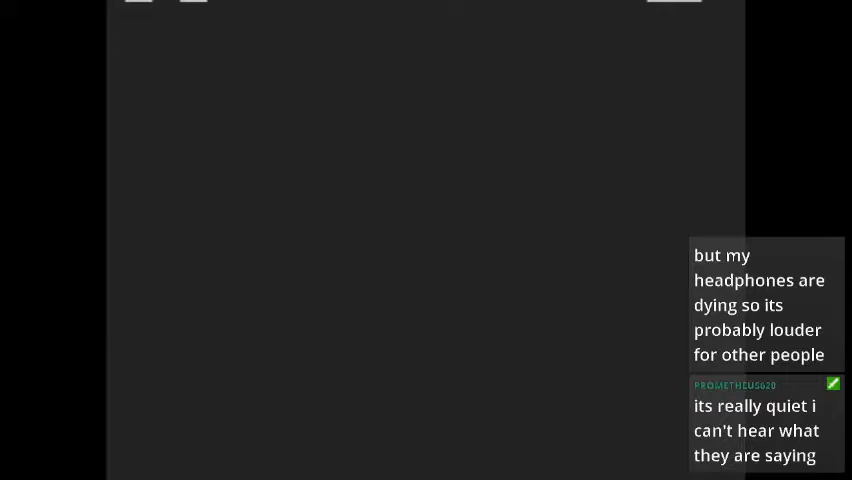 but my
headphones are
dying so its
probably louder
for other people
PROMETHEUS620
its really quiet i
can't hear what
they are saying